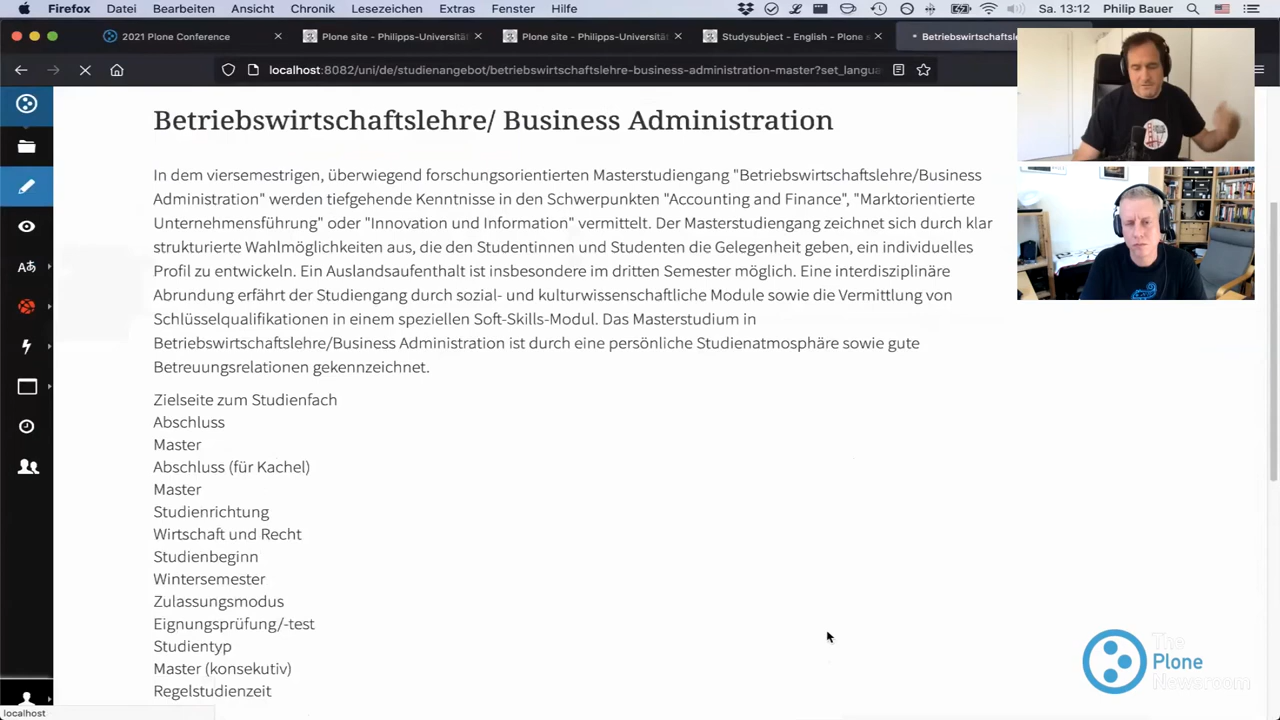 Firefox Datei Bearbeiten Ansicht Chronik Lesezeichen Extras Fenster Hilfe Sa. 13:12 Philip Bauer
2021 Plone Conference
Plone site - Philipps-Universitä
Plone site - Philipps-Universitä
Studysubject - English - Plone s
Betriebswirtschaftsle
localhost:8082/uni/de/studienangebot/betriebswirtschaftslehre-business-administration-master?set_langua
Betriebswirtschaftslehre/ Business Administration
In dem viersemestrigen, überwiegend forschungsorientierten Masterstudiengang "Betriebswirtschaftslehre/Business
Administration" werden tiefgehende Kenntnisse in den Schwerpunkten "Accounting and Finance", "Marktorientierte
Unternehmensführung" oder "Innovation und Information" vermittelt. Der Masterstudiengang zeichnet sich durch klar
strukturierte Wahlmöglichkeiten aus, die den Studentinnen und Studenten die Gelegenheit geben, ein individuelles
Profil zu entwickeln. Ein Auslandsaufenthalt ist insbesondere im dritten Semester möglich. Eine interdisziplinäre
Abrundung erfährt der Studiengang durch sozial- und kulturwissenschaftliche Module sowie die Vermittlung von
Schlüsselqualifikationen in einem speziellen Soft-Skills-Modul. Das Masterstudium in
Betriebswirtschaftslehre/Business Administration ist durch eine persönliche Studienatmosphäre sowie gute
Betreuungsrelationen gekennzeichnet.
Zielseite zum Studienfach
Abschluss
Master
Abschluss (für Kachel)
Master
Studienrichtung
Wirtschaft und Recht
Studienbeginn
Wintersemester
Zulassungsmodus
Eignungsprüfung/-test
Studientyp
Master (konsekutiv)
Regelstudienzeit
localhost
The
Plone
Newsroom